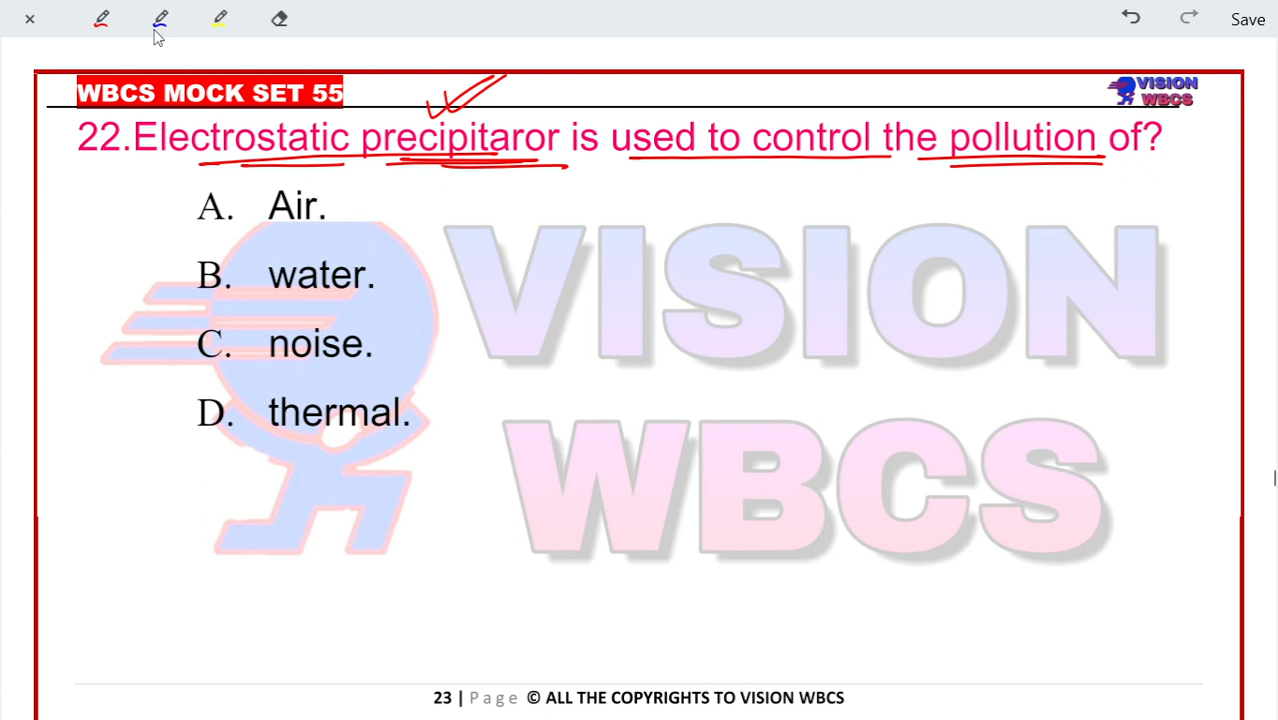 Save
WBCS MOCK SET 55
VISION
WBCS
22.Electrostatic precipitaror is used to control the pollution of?
A. Air.
B. water.
C. noise.
D. thermal.
VISION
WBCS
23 | Page © ALL THE COPYRIGHTS TO VISION WBCS